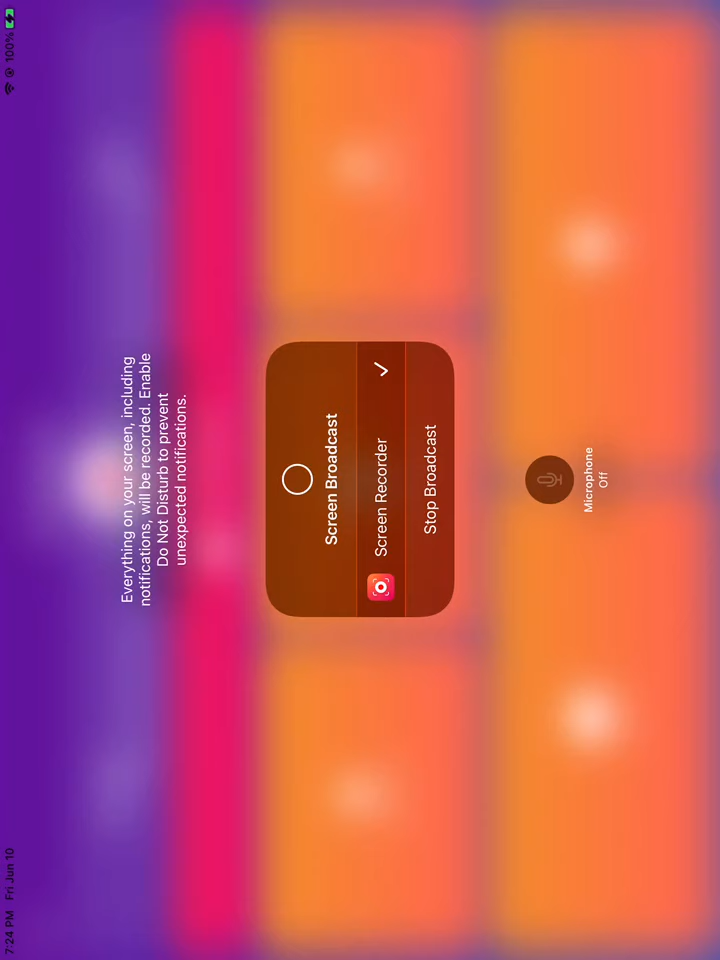 7:24 PM Fri Jun 10
100%
Everything on your screen, including
notifications, will be recorded. Enable
Do Not Disturb to prevent
unexpected notifications.
Screen Broadcast
Screen Recorder
Stop Broadcast
Microphone
Off